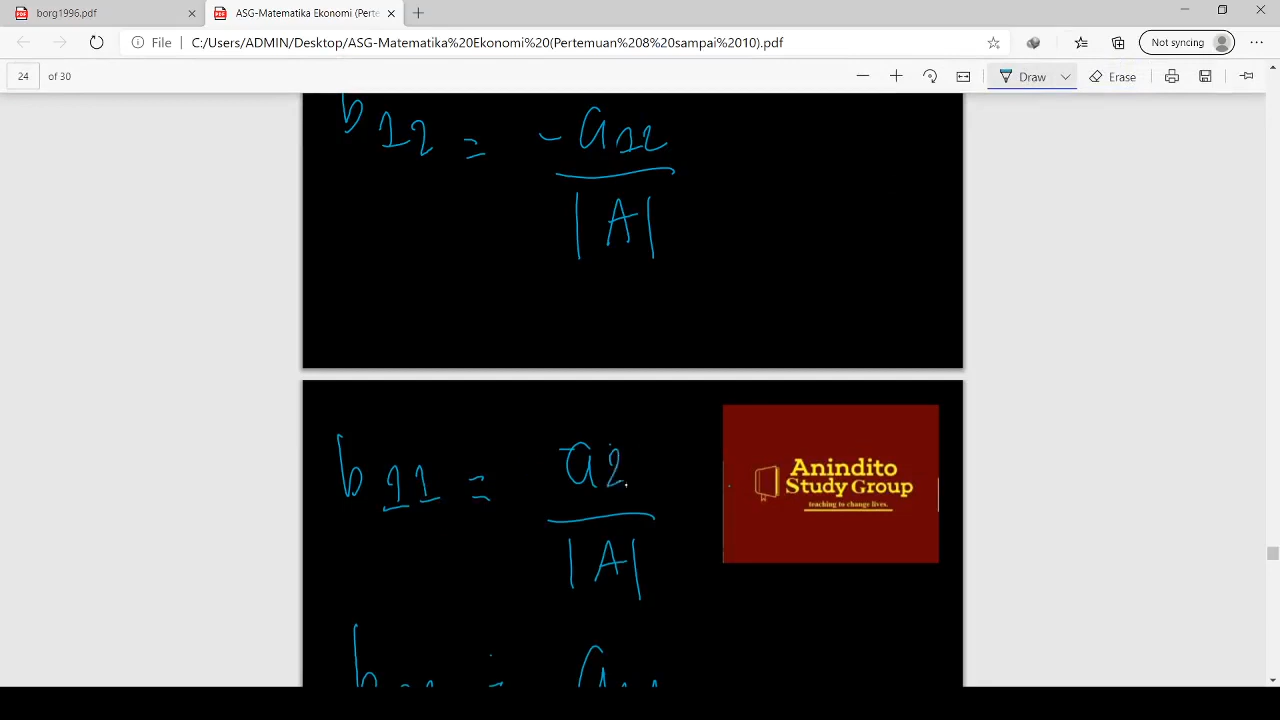 borg1996.pdf
ASG-Matematika Ekonomi (Perte
File
C:/Users/ADMIN/Desktop/ASG-Matematika%20Ekonomi%20(Pertemuan%208%20sampai%2010).pdf
Not syncing
24 of 30
Draw
Erase
b12 = -a12
|A|
= a2
|A|
Anindito
Study Group
teaching to change lives.